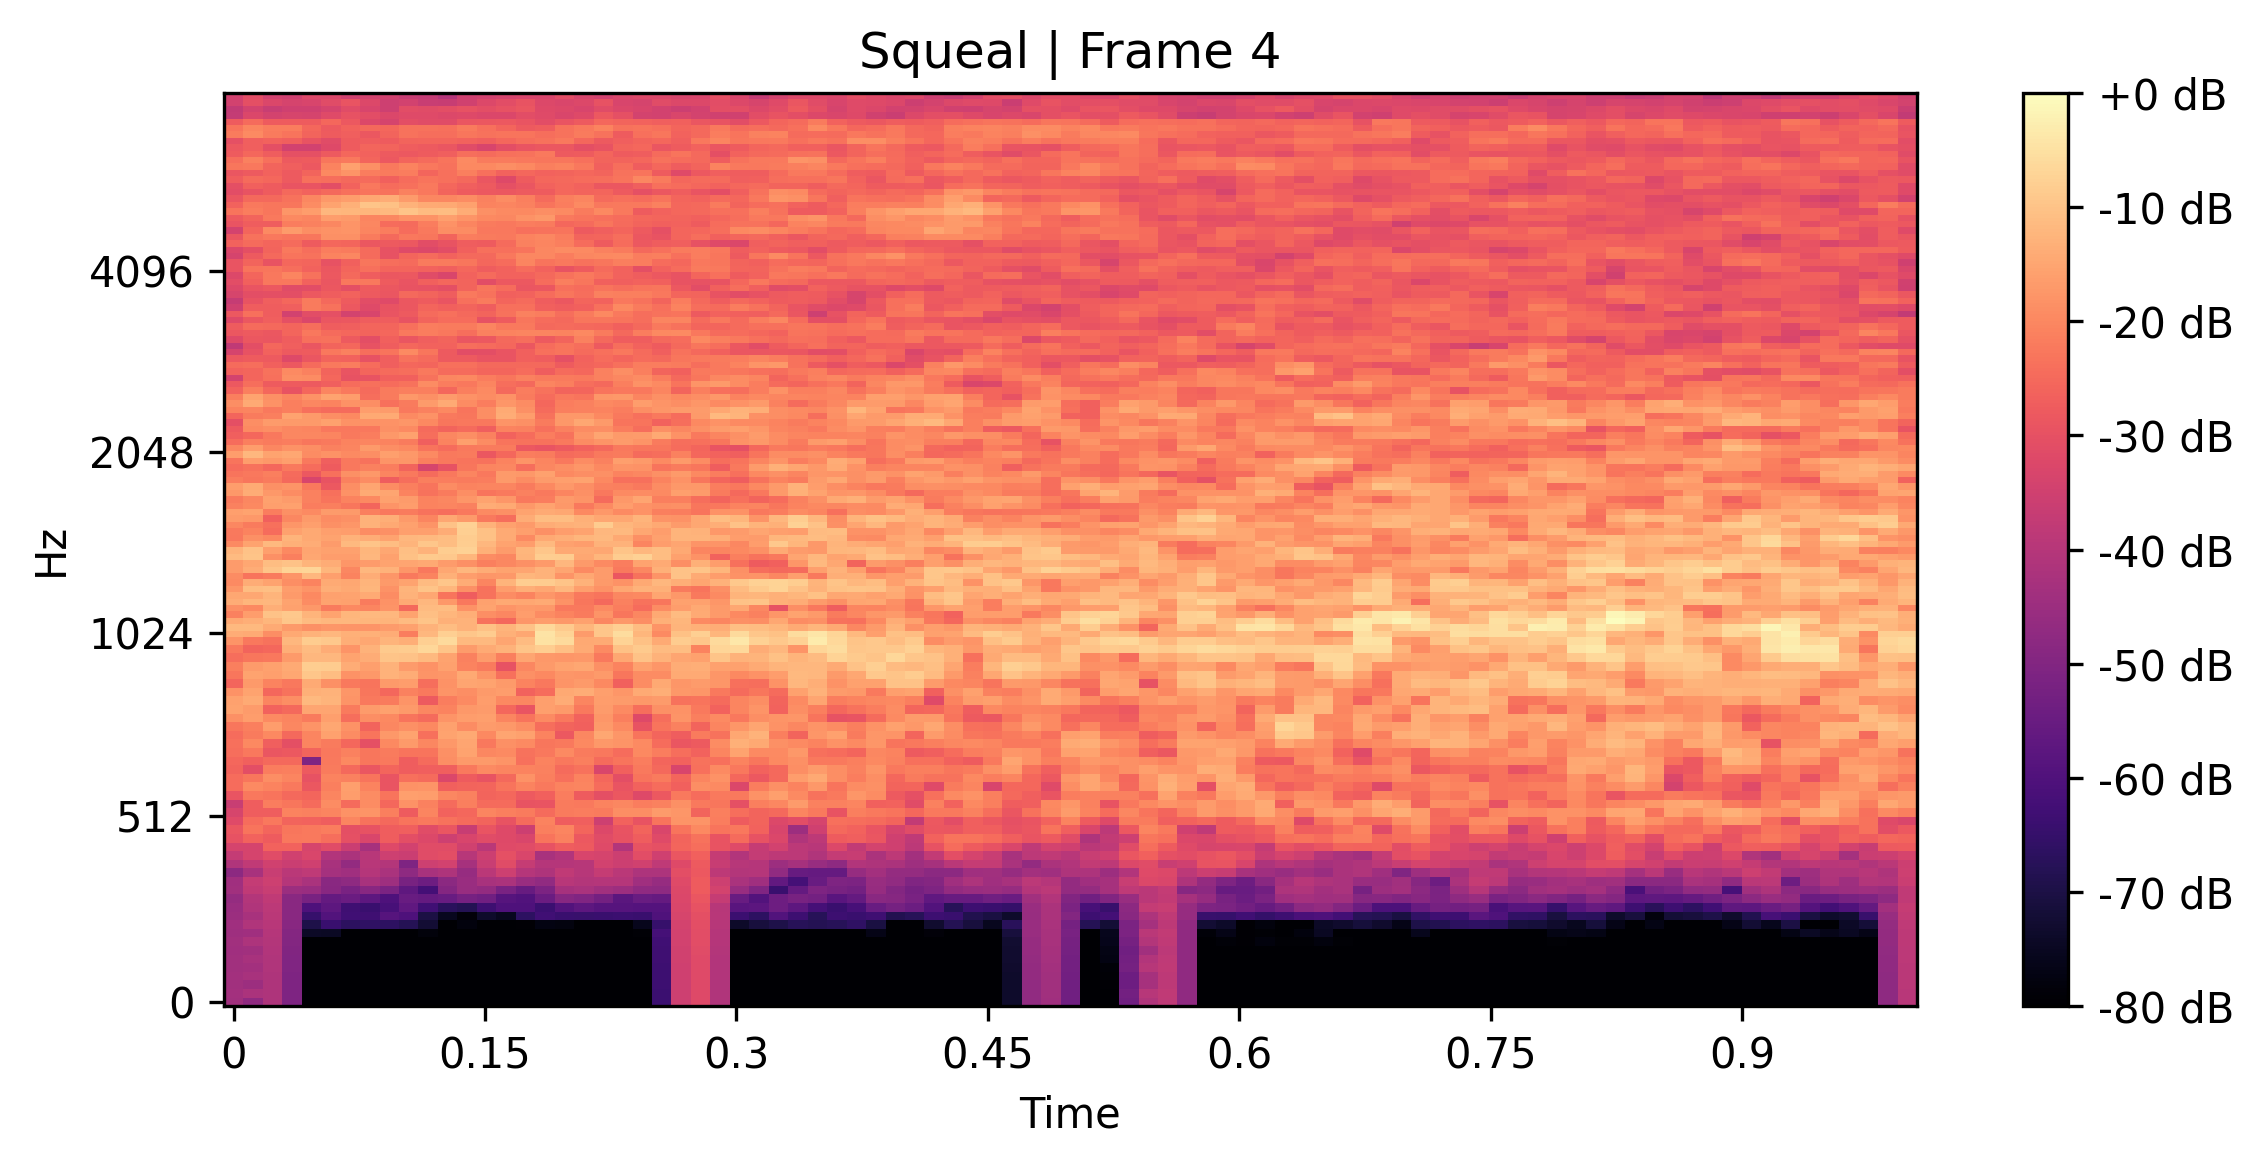 Squeal | Frame 4
+0 dB
-10 dB
-20 dB
-30 dB
-40 dB
-50 dB
-60 dB
-70 dB
-80 dB
Hz
4096
2048
1024
512
0
0 0.15 0.3 0.45 0.6 0.75 0.9
Time